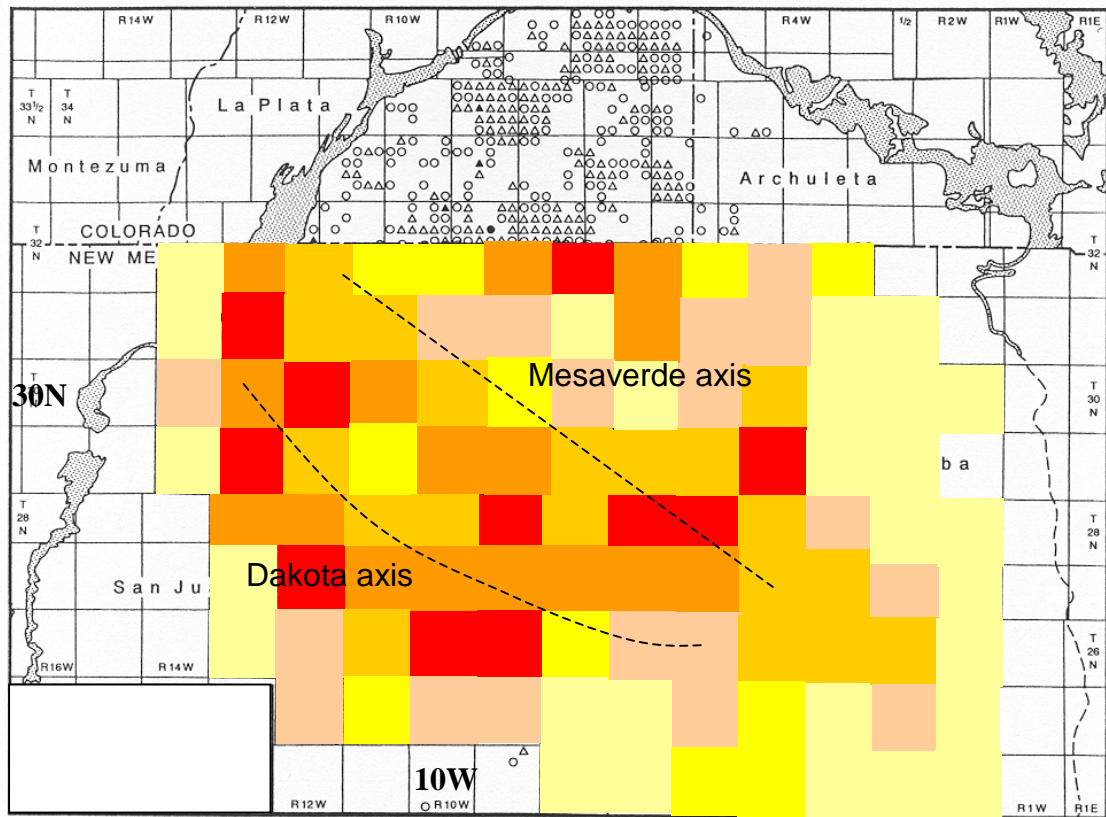 R14W R12W R10W R4W 1/2 R2W R1W R1E
T 33½ N
T 34 N
La Plata
Montezuma
Archuleta
COLORADO
T 32 N
T 32 N
NEW ME
Mesaverde axis
30N
T 30 N
ba
T 28 N
T 28 N
Dakota axis
San Ju
T 26 N
R16W R14W
10W
R12W R10W R1W R1E